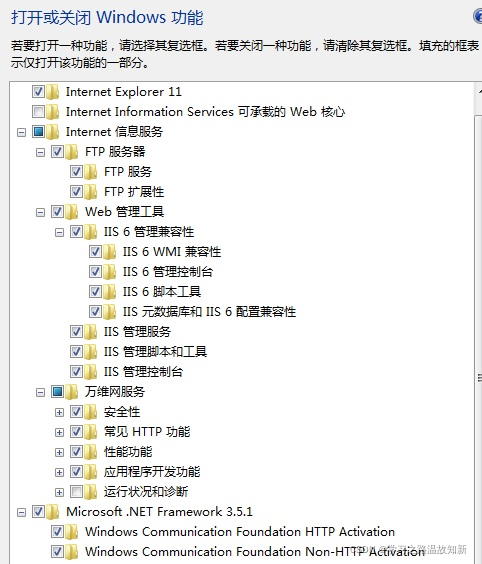 打开或关闭 Windows 功能
若要打开一种功能，请选择其复选框。若要关闭一种功能，请清除其复选框。填充的框表
示仅打开该功能的一部分。
Internet Explorer 11
Internet Information Services 可承载的 Web 核心
Internet 信息服务
FTP 服务器
FTP 服务
FTP 扩展性
Web 管理工具
IIS 6 管理兼容性
IIS 6 WMI 兼容性
IIS 6 管理控制台
IIS 6 脚本工具
IIS 元数据库和 IIS 6 配置兼容性
IIS 管理服务
IIS 管理脚本和工具
IIS 管理控制台
万维网服务
安全性
常见 HTTP 功能
性能功能
应用程序开发功能
运行状况和诊断
Microsoft .NET Framework 3.5.1
Windows Communication Foundation HTTP Activation
Windows Communication Foundation Non-HTTP Activation
温故知新